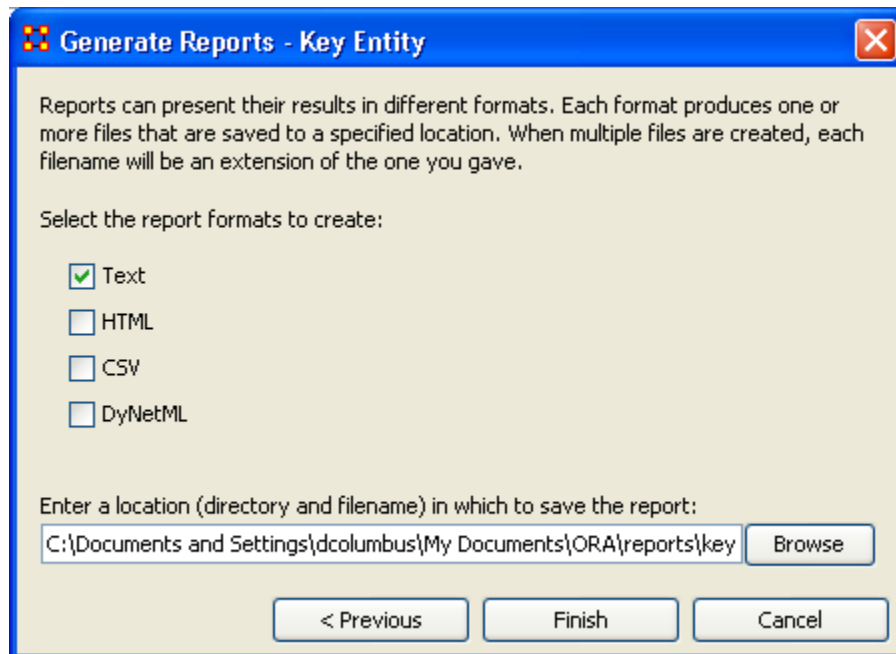 Generate Reports - Key Entity
Reports can present their results in different formats. Each format produces one or
more files that are saved to a specified location. When multiple files are created, each
filename will be an extension of the one you gave.
Select the report formats to create:
Text
HTML
CSV
DyNetML
Enter a location (directory and filename) in which to save the report:
C:\Documents and Settings\dcolumbus\My Documents\ORA\reports\key
Browse
< Previous
Finish
Cancel